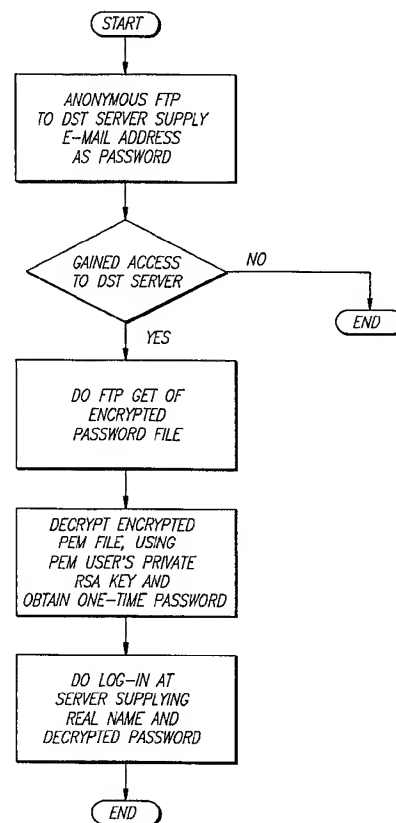 START
ANONYMOUS FTP
TO DST SERVER SUPPLY
E-MAIL ADDRESS
AS PASSWORD
GAINED ACCESS
TO DST SERVER
NO
END
YES
DO FTP GET OF
ENCRYPTED
PASSWORD FILE
DECRYPT ENCRYPTED
PEM FILE, USING
PEM USER'S PRIVATE
RSA KEY AND
OBTAIN ONE-TIME PASSWORD
DO LOG-IN AT
SERVER SUPPLYING
REAL NAME AND
DECRYPTED PASSWORD
END